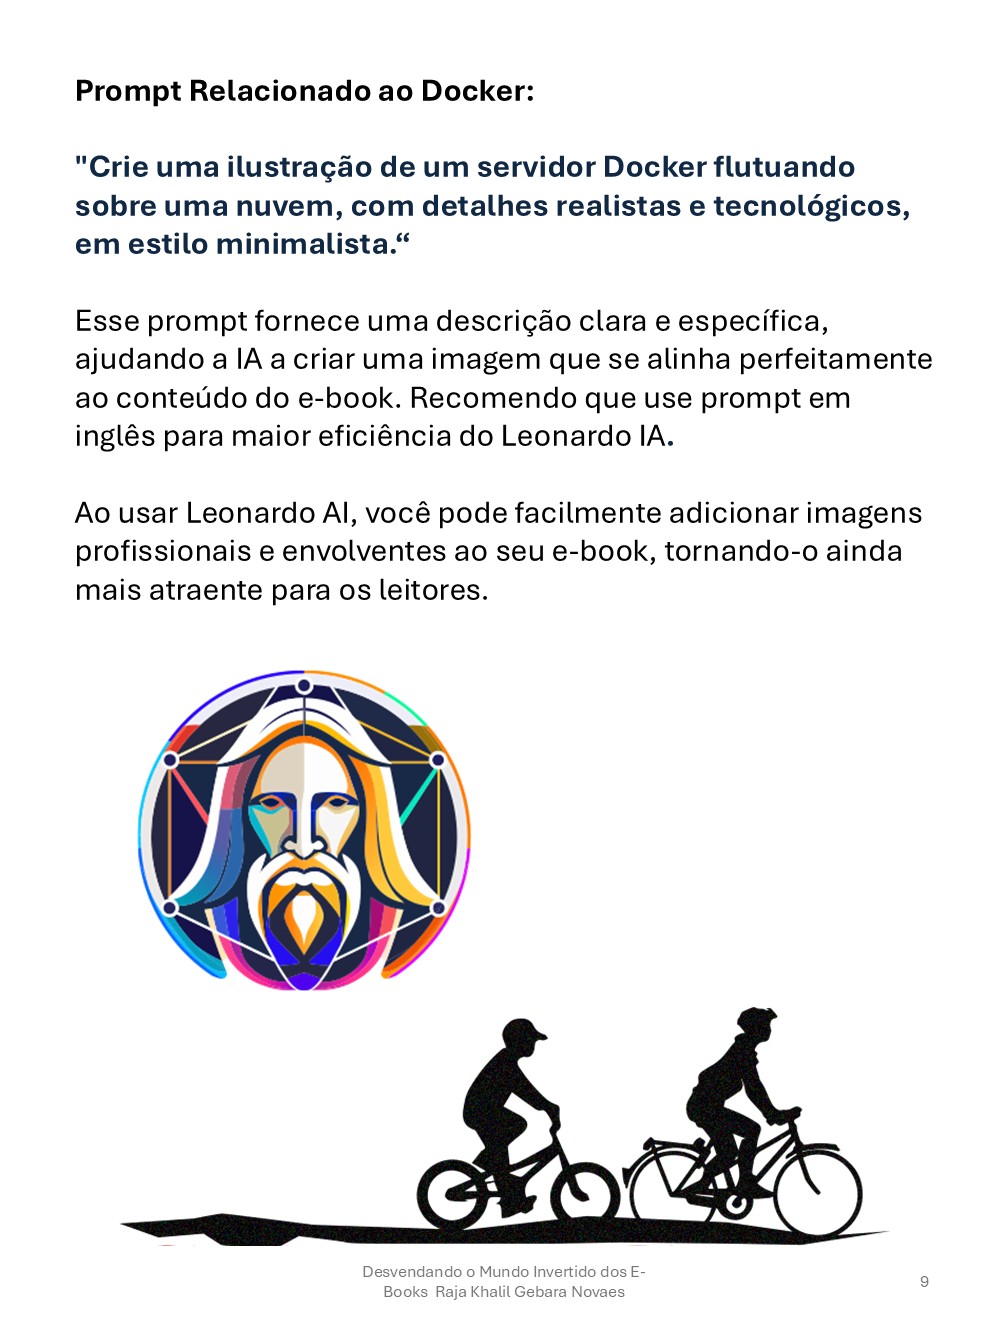 Prompt Relacionado ao Docker:
"Crie uma ilustração de um servidor Docker flutuando
sobre uma nuvem, com detalhes realistas e tecnológicos,
em estilo minimalista.“
Esse prompt fornece uma descrição clara e específica,
ajudando a IA a criar uma imagem que se alinha perfeitamente
ao conteúdo do e-book. Recomendo que use prompt em
inglês para maior eficiência do Leonardo IA.
Ao usar Leonardo AI, você pode facilmente adicionar imagens
profissionais e envolventes ao seu e-book, tornando-o ainda
mais atraente para os leitores.
Desvendando o Mundo Invertido dos E-
Books  Raja Khalil Gebara Novaes
9